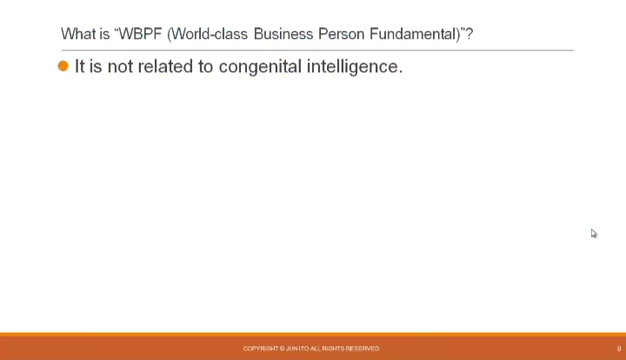 What is “WBPF (World-class Business Person Fundamental)”?
It is not related to congenital intelligence.
COPYRIGHT © JUN ITO ALL RIGHTS RESERVED
8